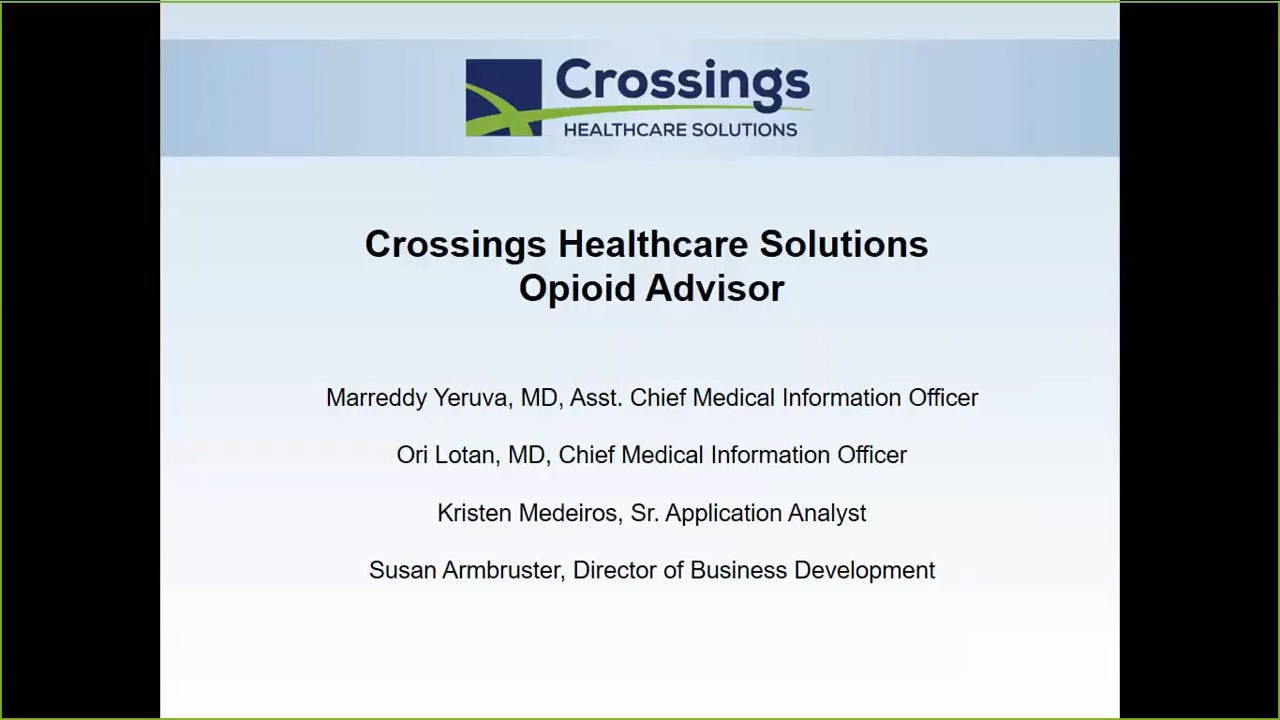 Crossings
HEALTHCARE SOLUTIONS
Crossings Healthcare Solutions
Opioid Advisor
Marreddy Yeruva, MD, Asst. Chief Medical Information Officer
Ori Lotan, MD, Chief Medical Information Officer
Kristen Medeiros, Sr. Application Analyst
Susan Armbruster, Director of Business Development